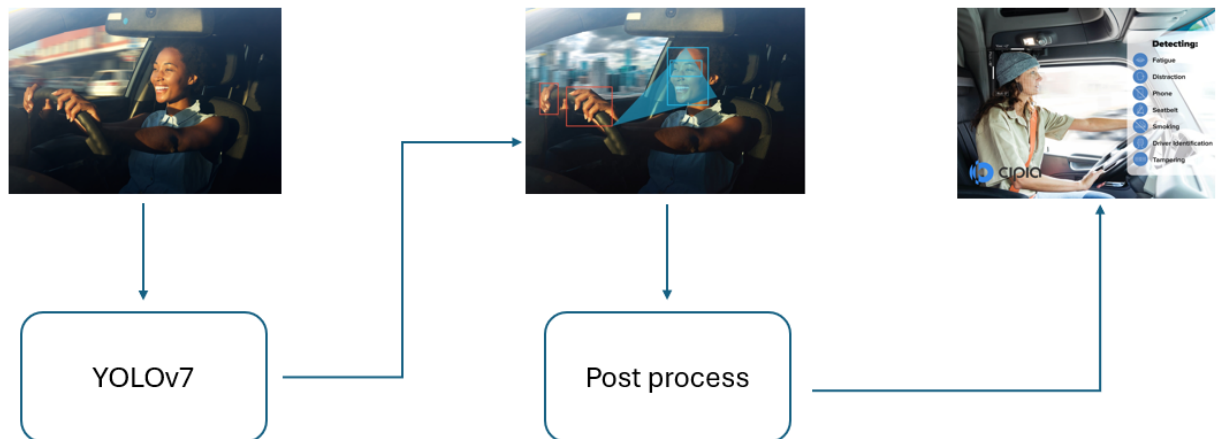 Detecting:
Fatigue
Distraction
Phone
Seatbelt
Smoking
Driver Identification
Tampering
cipia
YOLOv7
Post process